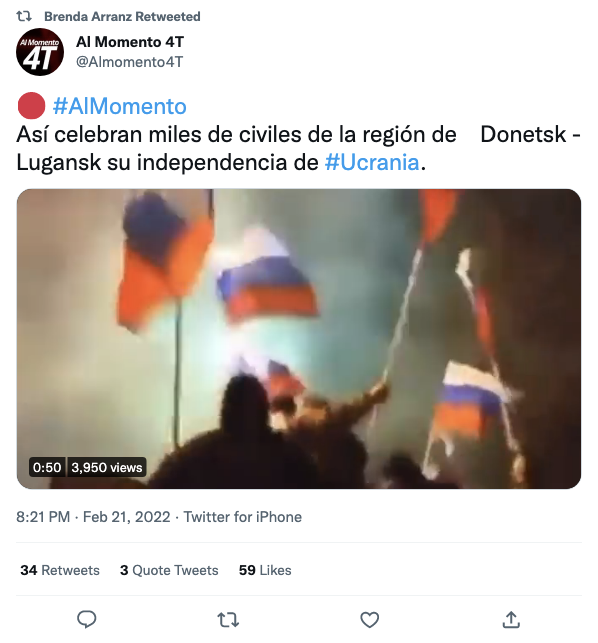 Brenda Arranz Retweeted
Al Momento
4T
Al Momento 4T
@Almomento4T
#AlMomento
Así celebran miles de civiles de la región de Donetsk -
Lugansk su independencia de #Ucrania.
0:50 3,950 views
8:21 PM · Feb 21, 2022 · Twitter for iPhone
34 Retweets 3 Quote Tweets 59 Likes